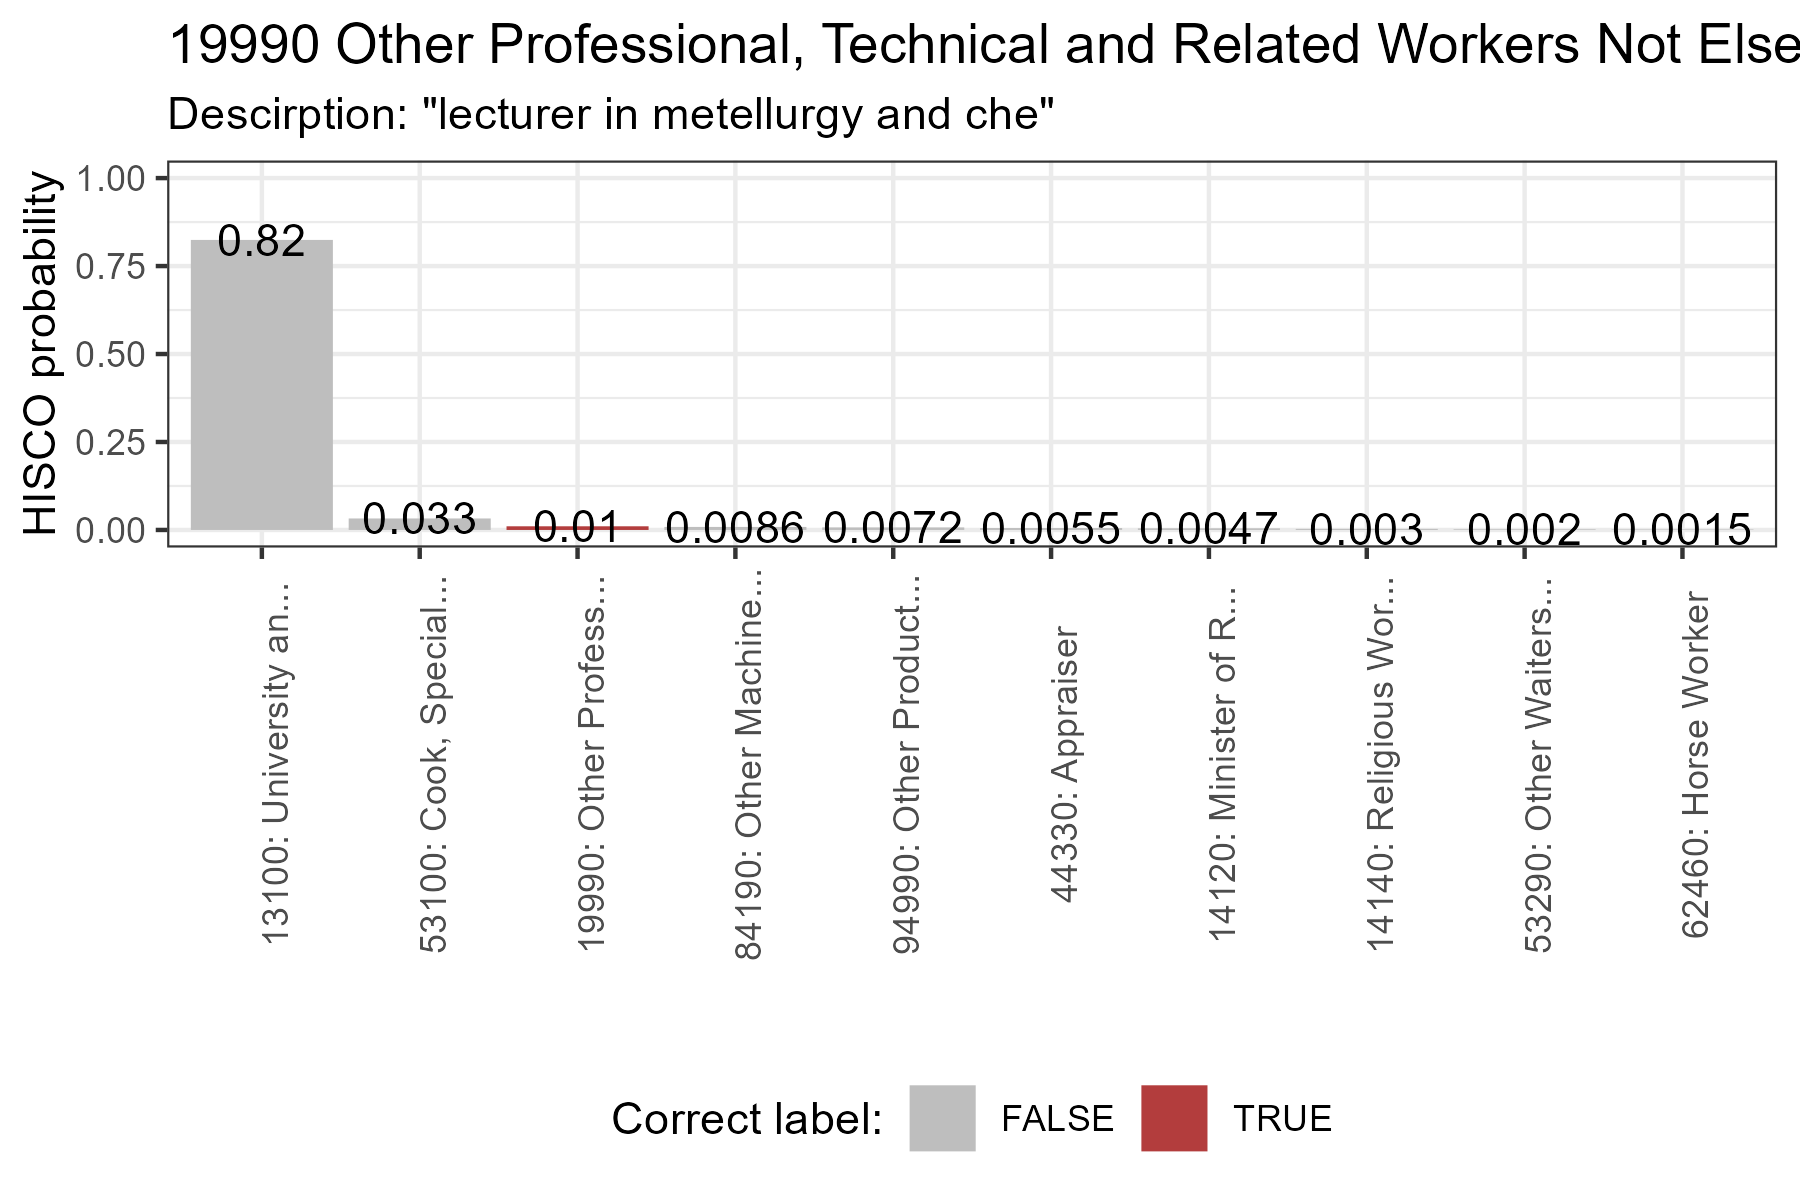 19990 Other Professional, Technical and Related Workers Not Else
Descirption: "lecturer in metellurgy and che"
HISCO probability
1.00
0.75
0.50
0.25
0.00
0.82
0.033
0.01
0.0086
0.0072
0.0055
0.0047
0.003
0.002
0.0015
13100: University an...
53100: Cook, Special...
19990: Other Profess...
84190: Other Machine...
94990: Other Product...
44330: Appraiser
14120: Minister of R...
14140: Religious Wor...
53290: Other Waiters...
62460: Horse Worker
Correct label: FALSE TRUE